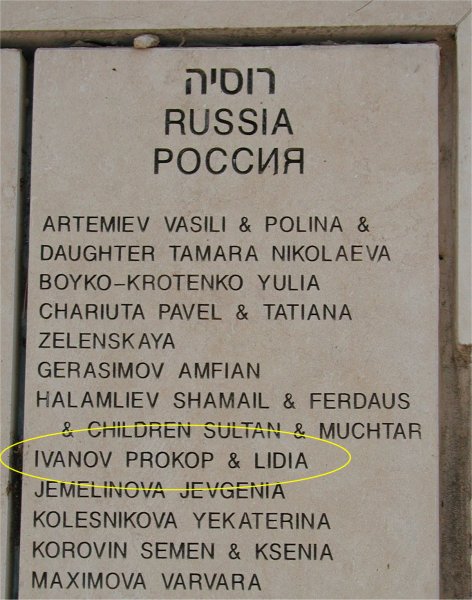 רוסיה
RUSSIA
РОССИЯ
ARTEMIEV VASILI & POLINA &
DAUGHTER TAMARA NIKOLAEVA
BOYKO-KROTENKO YULIA
CHARIUTA PAVEL & TATIANA
ZELENSKAYA
GERASIMOV AMFIAN
HALAMLIEV SHAMAIL & FERDAUS
& CHILDREN SULTAN & MUCHTAR
IVANOV PROKOP & LIDIA
JEMELINOVA JEVGENIA
KOLESNIKOVA YEKATERINA
KOROVIN SEMEN & KSENIA
MAXIMOVA VARVARA